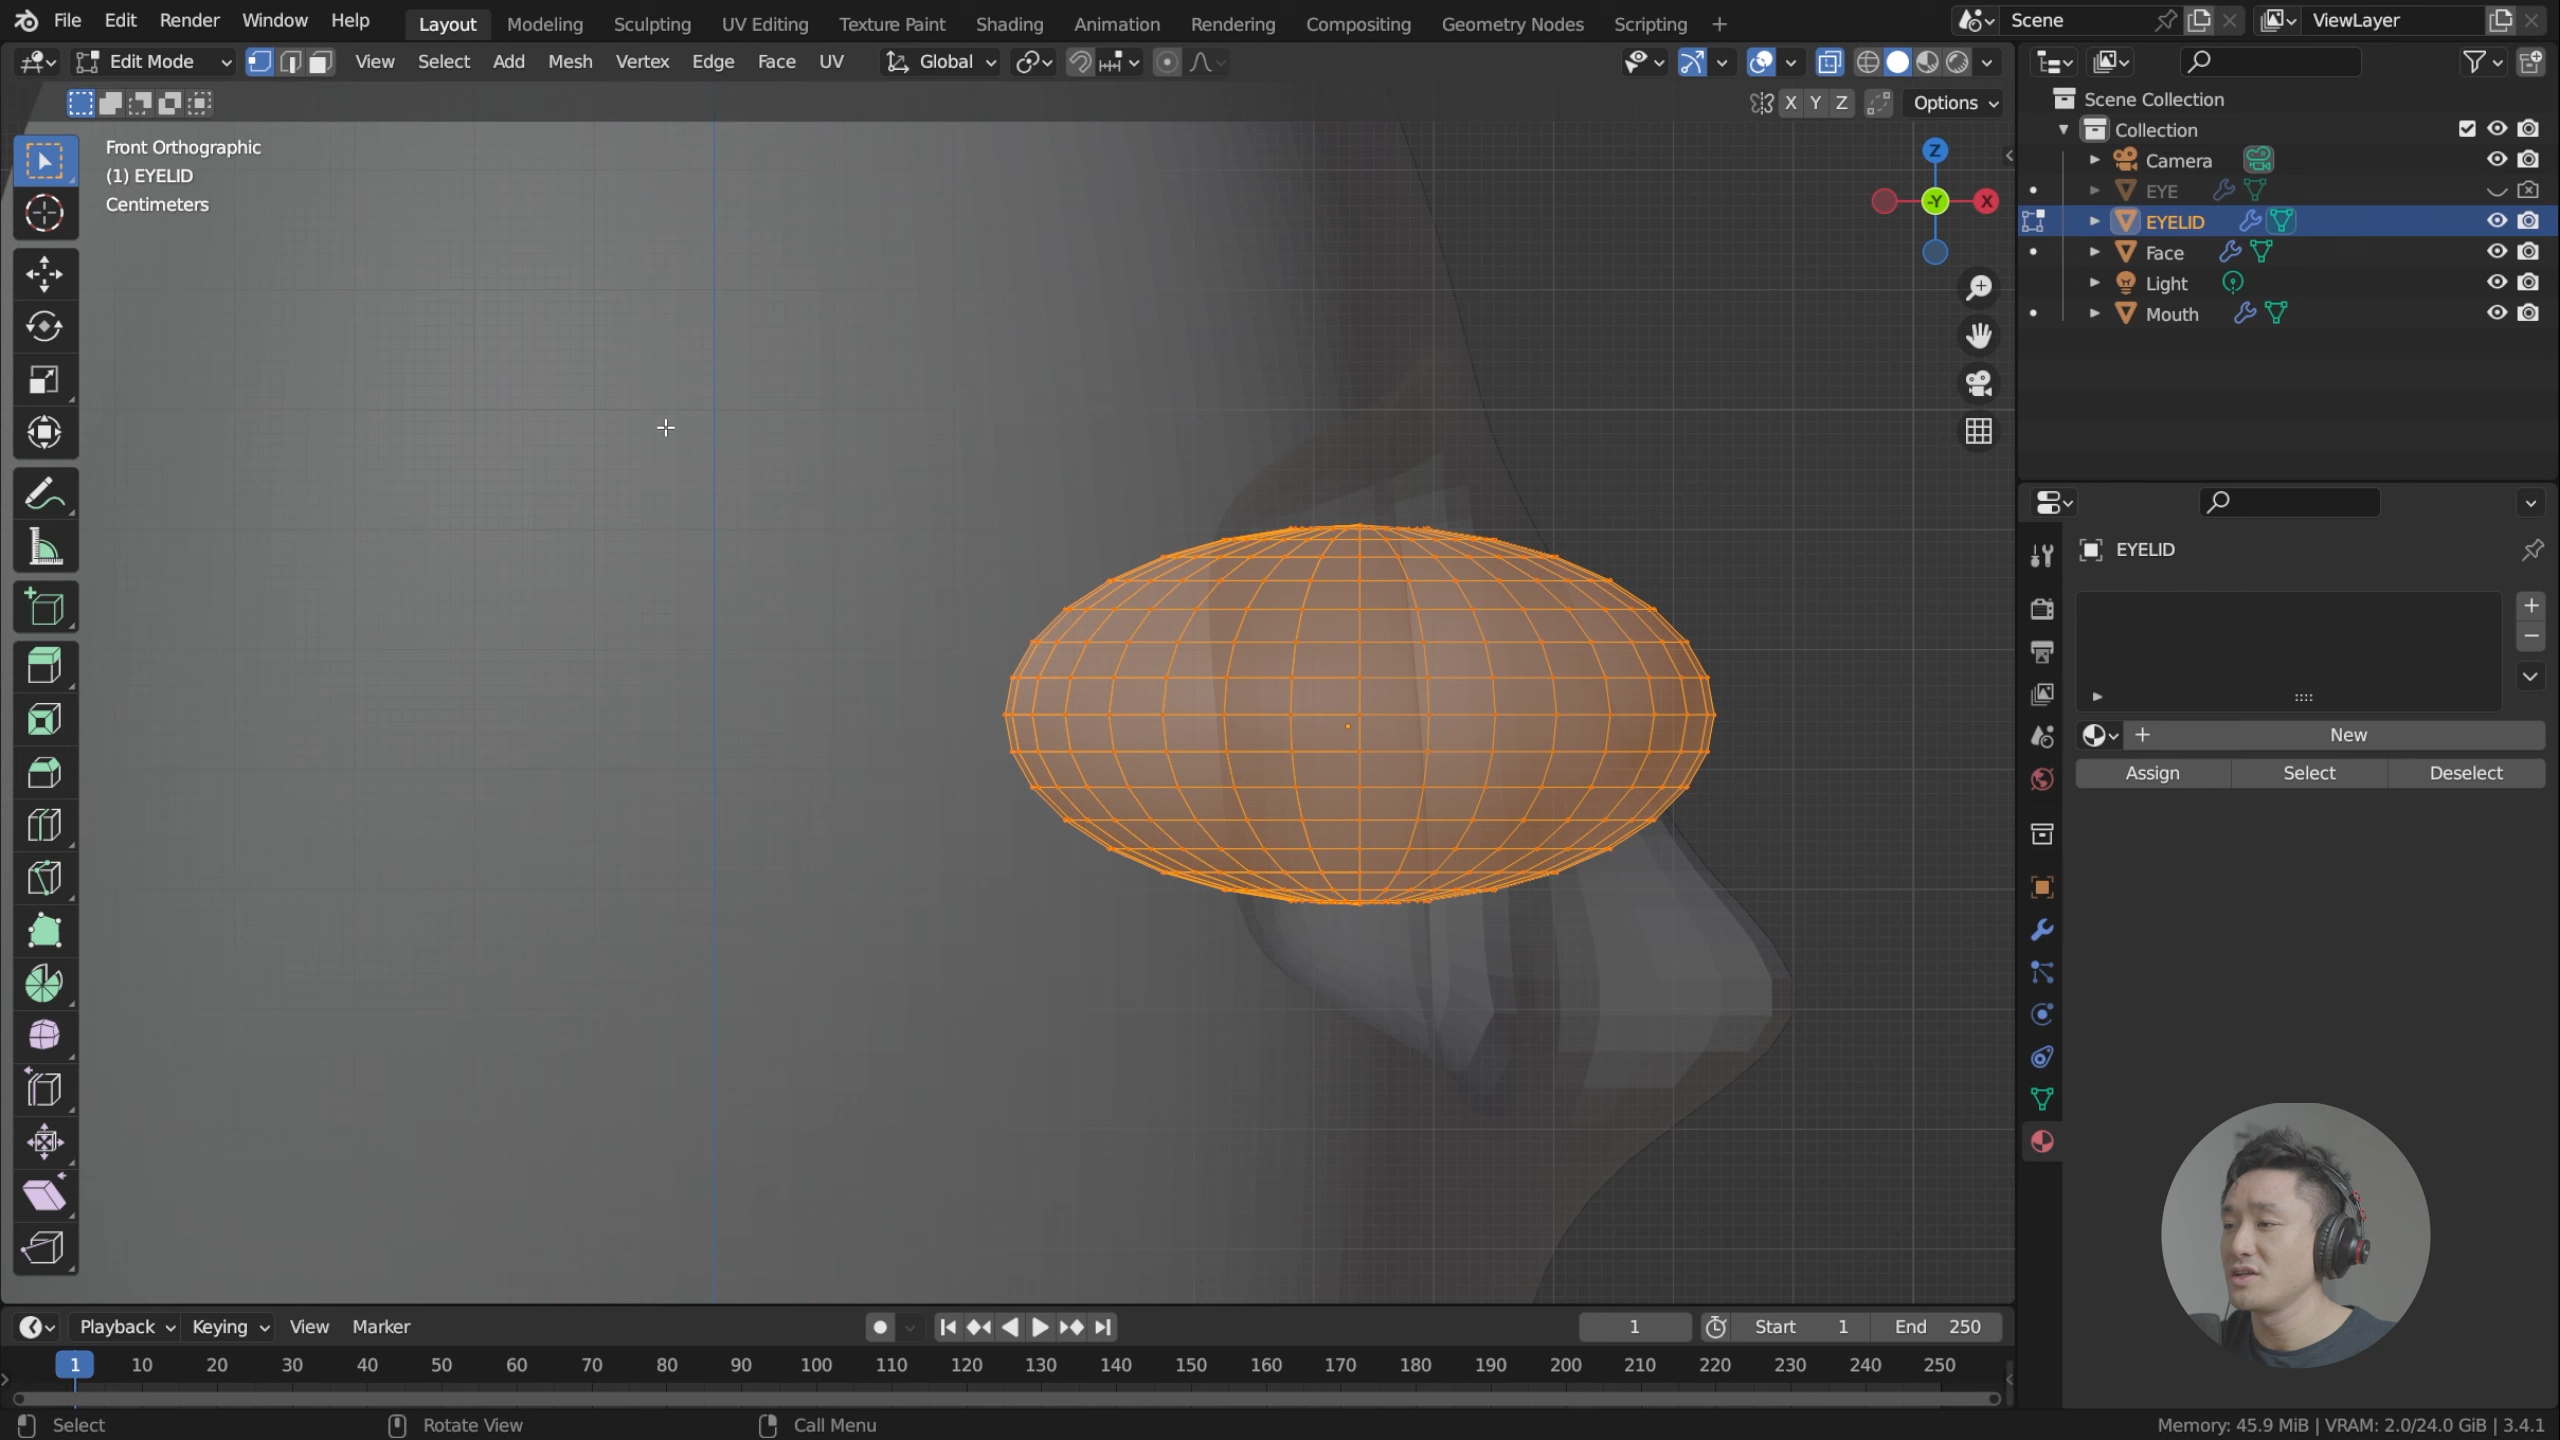 File Edit Render Window Help Layout Modeling Sculpting UV Editing Texture Paint Shading Animation Rendering Compositing Geometry Nodes Scripting + Scene ViewLayer
Edit Mode View Select Add Mesh Vertex Edge Face UV Global
X Y Z Options
Front Orthographic
(1) EYELID
Centimeters
Z
-Y X
Scene Collection
Collection
Camera
EYE
EYELID
Face
Light
Mouth
EYELID
New
Assign Select Deselect
Playback Keying View Marker 1 Start 1 End 250
1 10 20 30 40 50 60 70 80 90 100 110 120 130 140 150 160 170 180 190 200 210 220 230 240 250
Select Rotate View Call Menu Memory: 45.9 MiB | VRAM: 2.0/24.0 GiB | 3.4.1